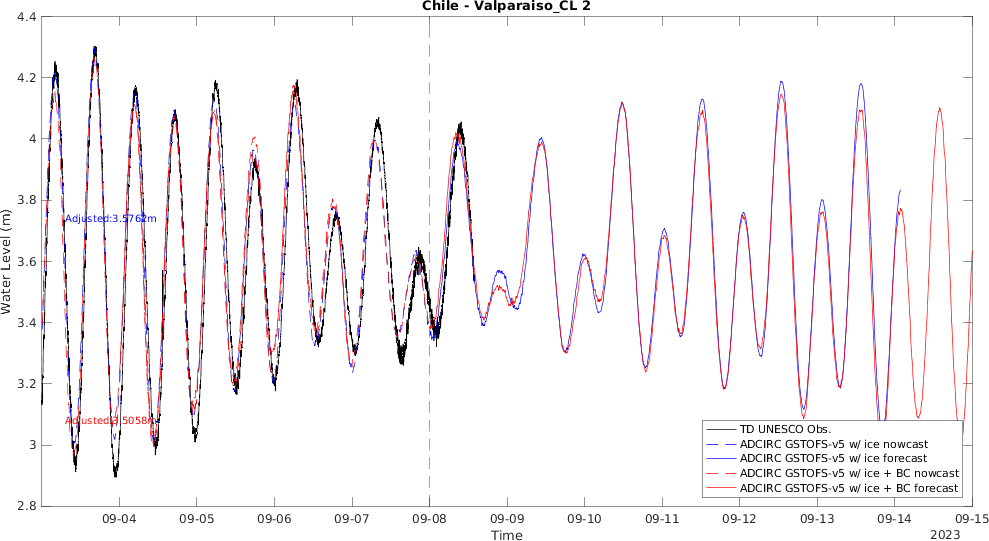 Chile - Valparaiso_CL 2
Water Level (m)
4.4
4.2
4
3.8
3.6
3.4
3.2
3
2.8
Adjusted:3.5762m
Adjusted:3.5058m
TD UNESCO Obs.
ADCIRC GSTOFS-v5 w/ ice nowcast
ADCIRC GSTOFS-v5 w/ ice forecast
ADCIRC GSTOFS-v5 w/ ice + BC nowcast
ADCIRC GSTOFS-v5 w/ ice + BC forecast
09-04 09-05 09-06 09-07 09-08 09-09 09-10 09-11 09-12 09-13 09-14 09-15
Time
2023